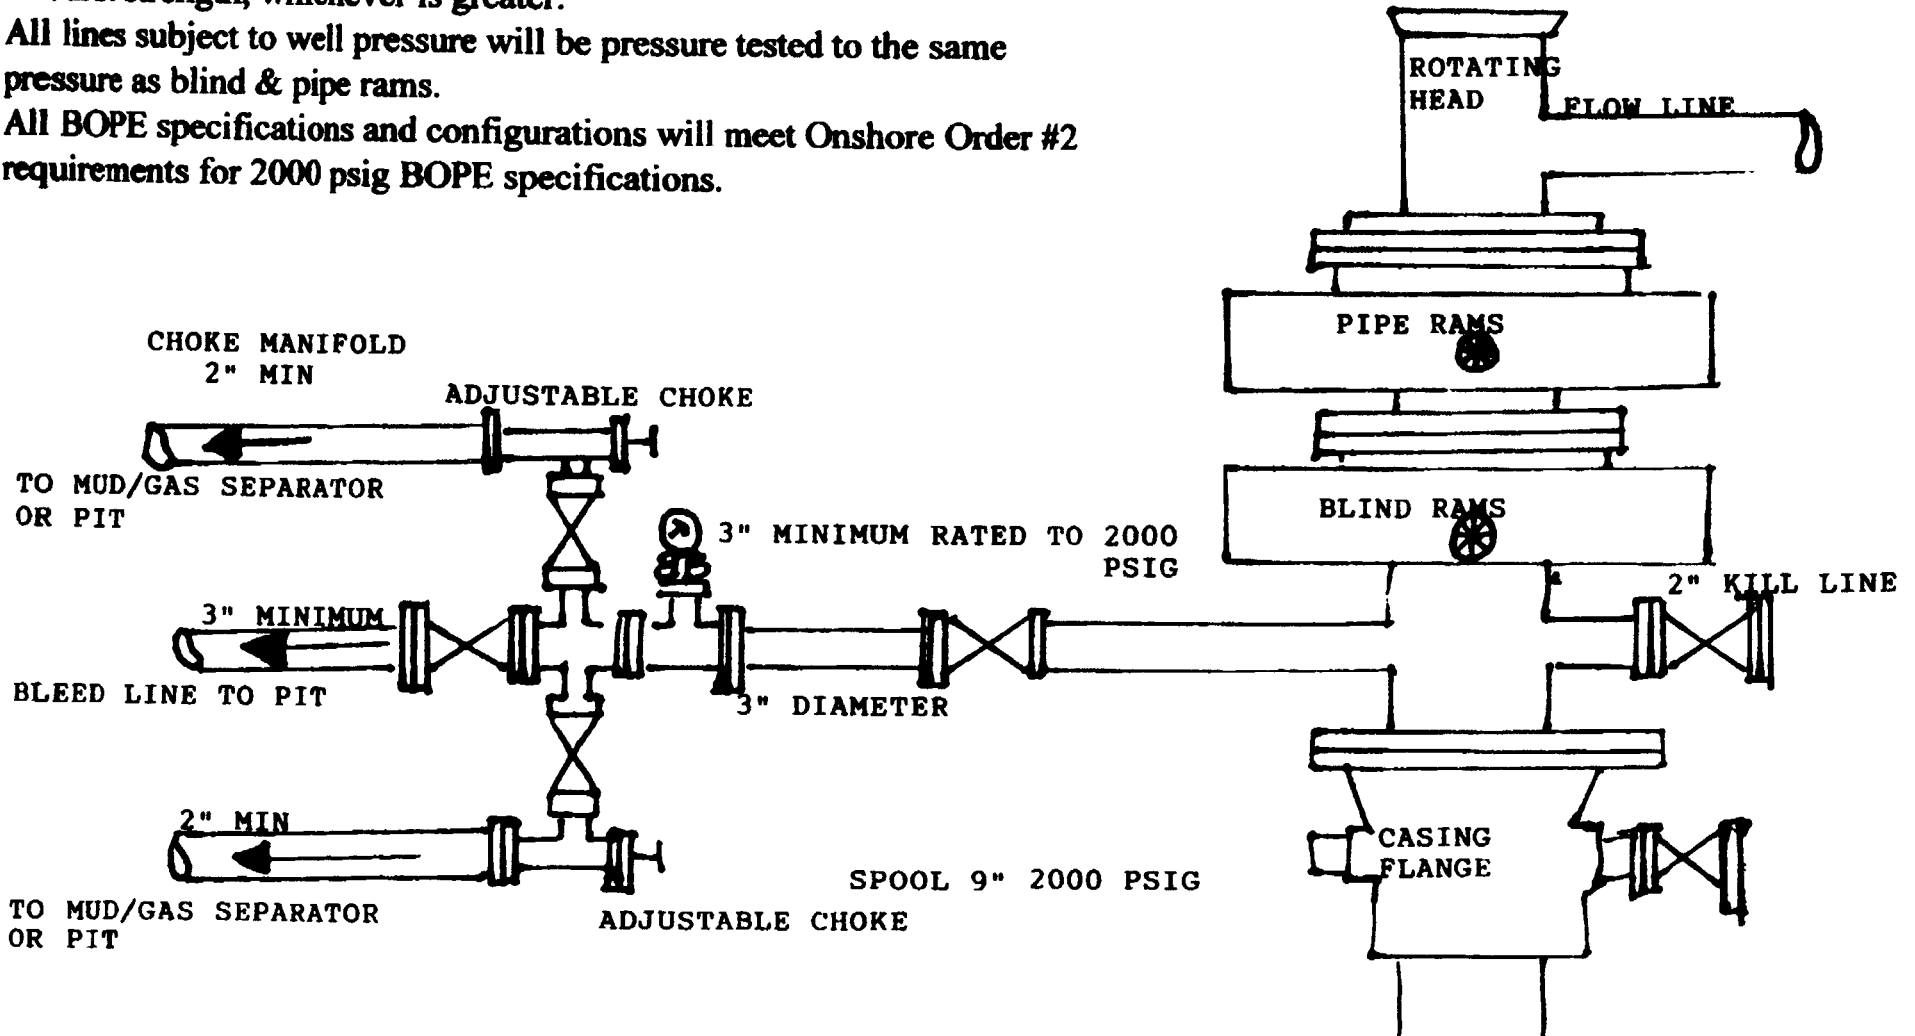 strength, whichever is greater.
All lines subject to well pressure will be pressure tested to the same
pressure as blind & pipe rams.
All BOPE specifications and configurations will meet Onshore Order #2
requirements for 2000 psig BOPE specifications.
ROTATING
HEAD
FLOW LINE
PIPE RAMS
CHOKE MANIFOLD
2" MIN
ADJUSTABLE CHOKE
TO MUD/GAS SEPARATOR
OR PIT
BLIND RAMS
3" MINIMUM RATED TO 2000
PSIG
2" KILL LINE
3" MINIMUM
BLEED LINE TO PIT
3" DIAMETER
2" MIN
CASING
FLANGE
SPOOL 9" 2000 PSIG
TO MUD/GAS SEPARATOR
OR PIT
ADJUSTABLE CHOKE